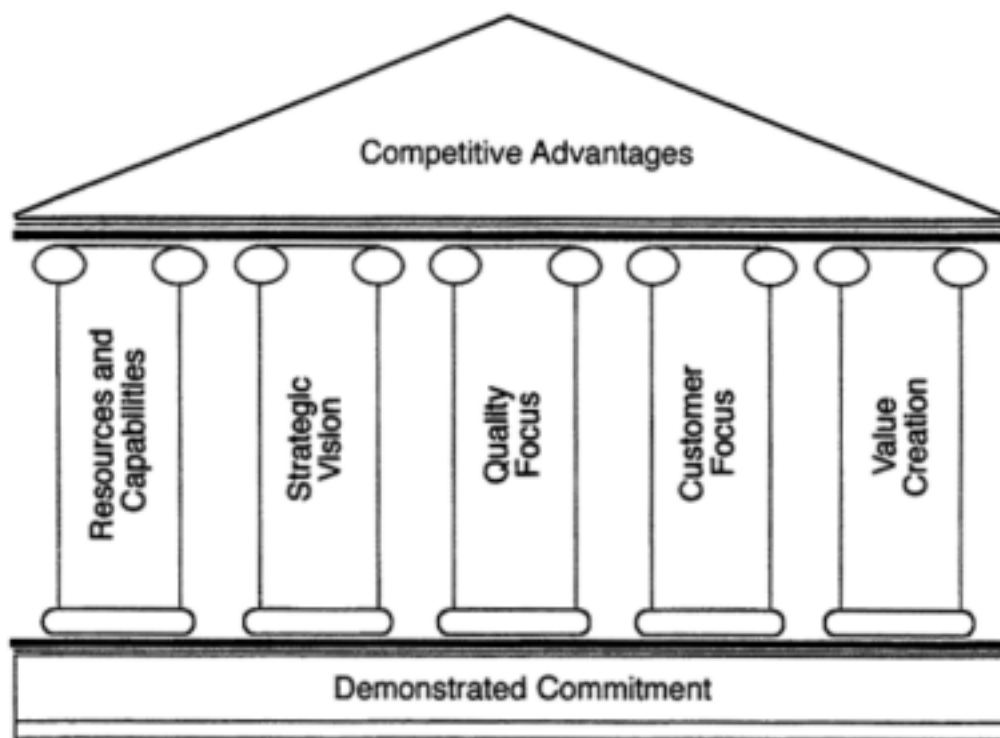 Competitive Advantages
Resources and
Capabilities
Strategic
Vision
Quality
Focus
Customer
Focus
Value
Creation
Demonstrated Commitment